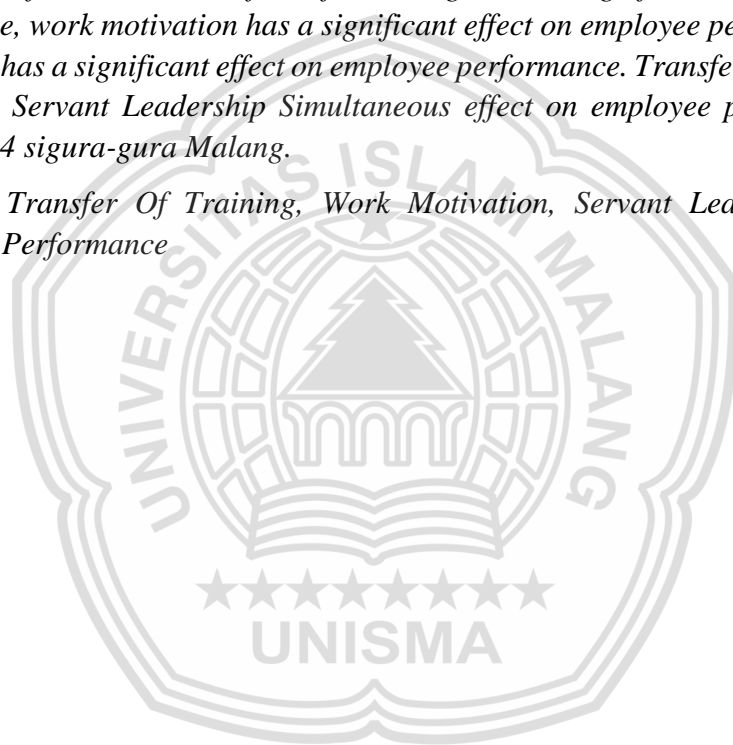 e, work motivation has a significant effect on employee pe
has a significant effect on employee performance. Transfe
Servant Leadership Simultaneous effect on employee p
4 sigura-gura Malang.
Transfer Of Training, Work Motivation, Servant Lea
Performance
UNIVERSITAS ISLAM MALANG
UNISMA